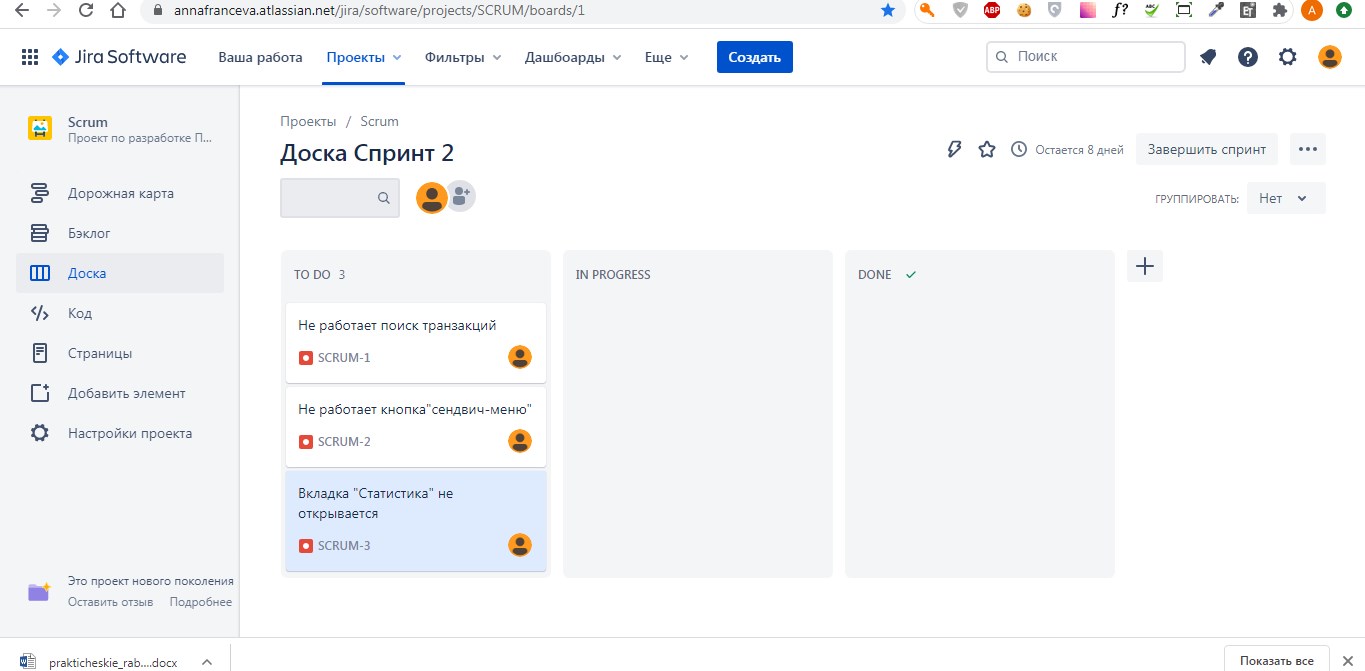 annafranceva.atlassian.net/jira/software/projects/SCRUM/boards/1
ABP
f?
ABC
A
Jira Software
Ваша работа
Проекты
Фильтры
Дашборды
Еще
Создать
Поиск
Scrum
Проект по разработке П...
Дорожная карта
Бэклог
Доска
Код
Страницы
Добавить элемент
Настройки проекта
Это проект нового поколения
Оставить отзыв Подробнее
Проекты / Scrum
Доска Спринт 2
Остается 8 дней
Завершить спринт
ГРУППИРОВАТЬ: Нет
TO DO 3
Не работает поиск транзакций
SCRUM-1
Не работает кнопка"сендвич-меню"
SCRUM-2
Вкладка "Статистика" не
открывается
SCRUM-3
IN PROGRESS
DONE
prakticheskie_rab....docx
Показать все